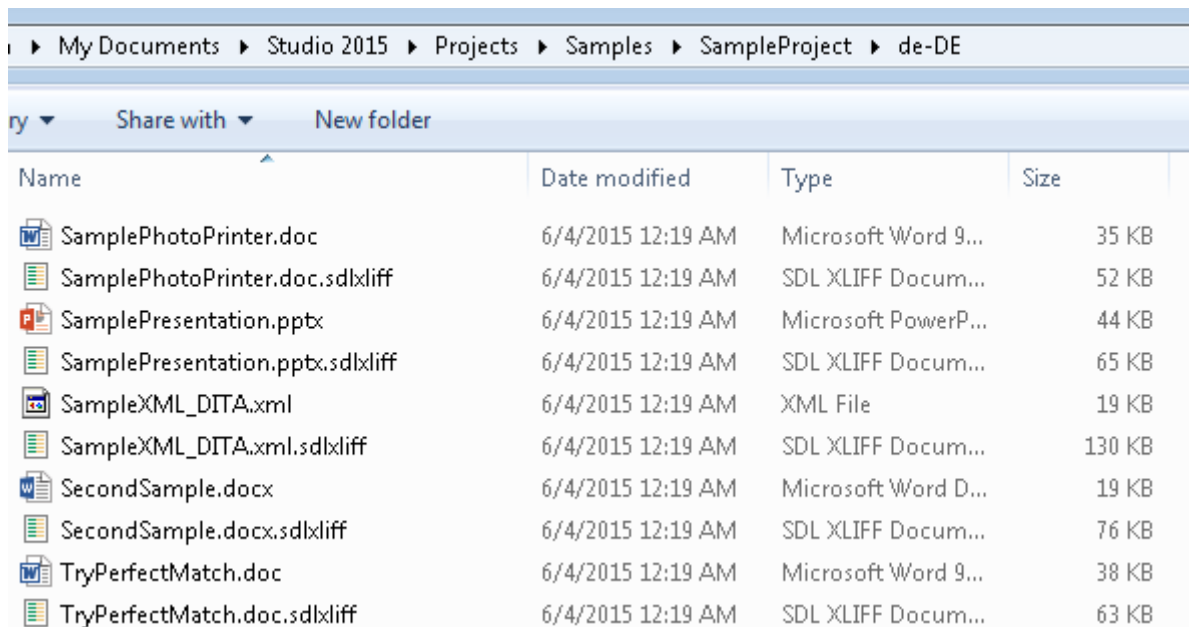 ▸ My Documents ▸ Studio 2015 ▸ Projects ▸ Samples ▸ SampleProject ▸ de-DE
ry ▾ Share with ▾ New folder
Name Date modified Type Size
SamplePhotoPrinter.doc 6/4/2015 12:19 AM Microsoft Word 9... 35 KB
SamplePhotoPrinter.doc.sdlxliff 6/4/2015 12:19 AM SDL XLIFF Docum... 52 KB
SamplePresentation.pptx 6/4/2015 12:19 AM Microsoft PowerP... 44 KB
SamplePresentation.pptx.sdlxliff 6/4/2015 12:19 AM SDL XLIFF Docum... 65 KB
SampleXML_DITA.xml 6/4/2015 12:19 AM XML File 19 KB
SampleXML_DITA.xml.sdlxliff 6/4/2015 12:19 AM SDL XLIFF Docum... 130 KB
SecondSample.docx 6/4/2015 12:19 AM Microsoft Word D... 19 KB
SecondSample.docx.sdlxliff 6/4/2015 12:19 AM SDL XLIFF Docum... 76 KB
TryPerfectMatch.doc 6/4/2015 12:19 AM Microsoft Word 9... 38 KB
TryPerfectMatch.doc.sdlxliff 6/4/2015 12:19 AM SDL XLIFF Docum... 63 KB